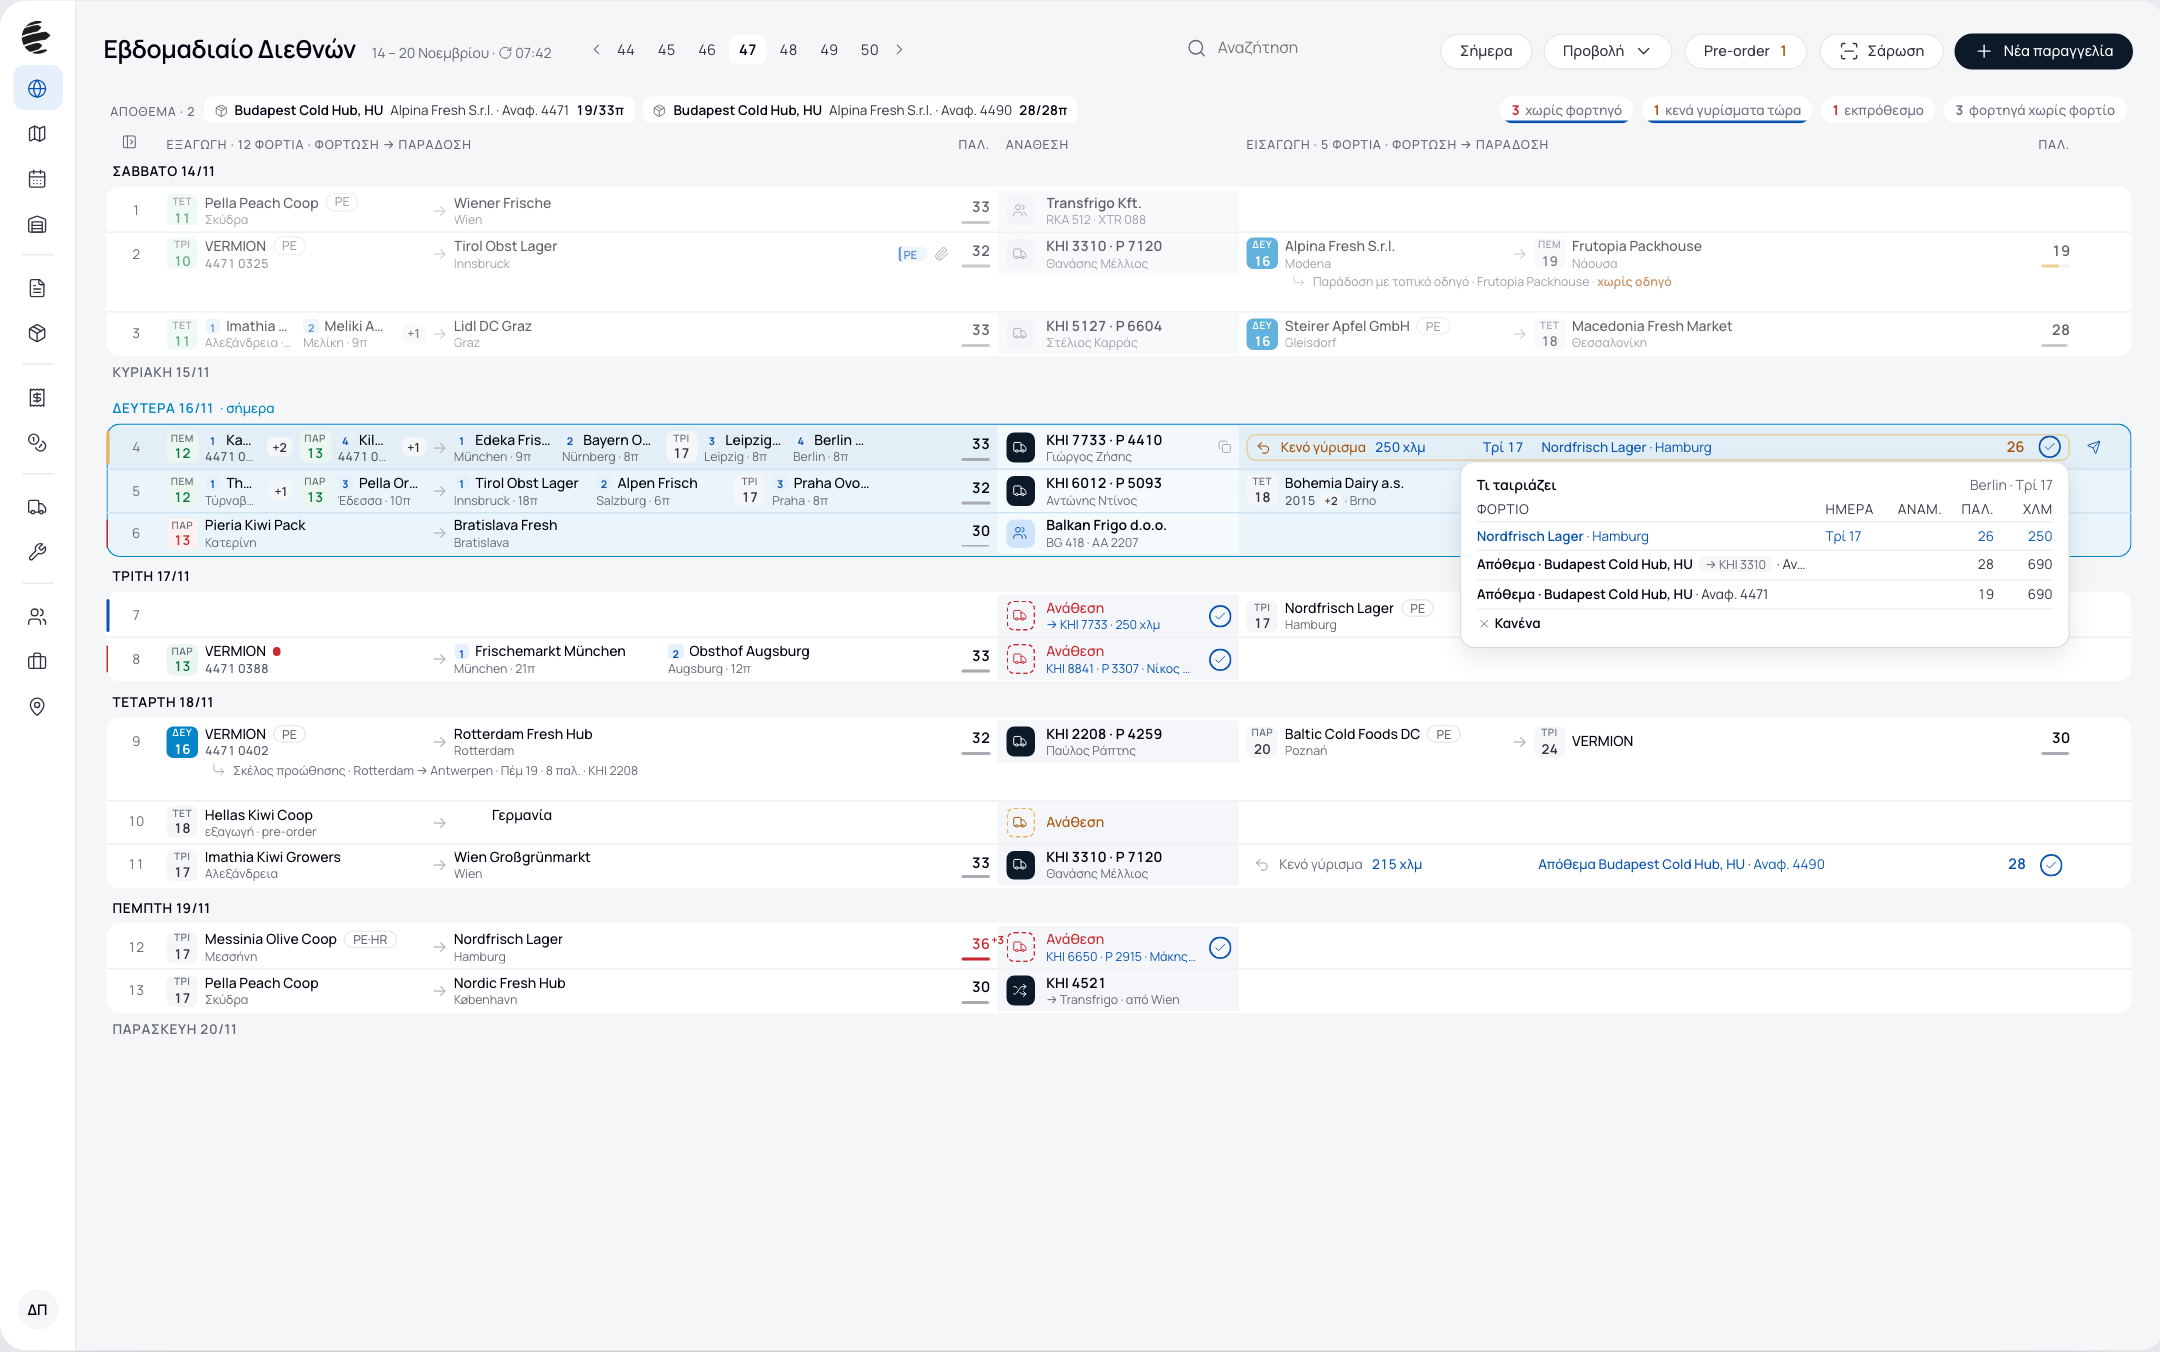 Εβδομαδιαίο Διεθνών 14 – 20 Νοεμβρίου · 07:42 44 45 46 47 48 49 50 Αναζήτηση Σήμερα Προβολή Pre-order 1 Σάρωση Νέα παραγγελία
ΑΠΟΘΕΜΑ · 2 Budapest Cold Hub, HU Alpina Fresh S.r.l. · Αναφ. 4471 19/33π Budapest Cold Hub, HU Alpina Fresh S.r.l. · Αναφ. 4490 28/28π 3 χωρίς φορτηγό 1 κενά γυρίσματα τώρα 1 εκπρόθεσμο 3 φορτηγά χωρίς φορτίο
ΕΞΑΓΩΓΗ · 12 ΦΟΡΤΙΑ · ΦΟΡΤΩΣΗ → ΠΑΡΑΔΟΣΗ ΠΑΛ. ΑΝΑΘΕΣΗ ΕΙΣΑΓΩΓΗ · 5 ΦΟΡΤΙΑ · ΦΟΡΤΩΣΗ → ΠΑΡΑΔΟΣΗ ΠΑΛ.
ΣΑΒΒΑΤΟ 14/11
1 ΤΕΤ 11 Pella Peach Coop PE → Wiener Frische 33 Transfrigo Kft.
Σκύδρα Wien RKA 512 · XTR 088
2 ΤΡΙ 10 VERMION PE → Tirol Obst Lager PE 32 KHI 3310 · P 7120 ΔΕΥ 16 Alpina Fresh S.r.l. → ΠΕΜ 19 Frutopia Packhouse 19
4471 0325 Innsbruck Θανάσης Μέλλιος Modena Νάουσα
Παράδοση με τοπικό οδηγό · Frutopia Packhouse · χωρίς οδηγό
3 ΤΕΤ 11 1 Imathia ... 2 Meliki A... +1 → Lidl DC Graz 33 KHI 5127 · P 6604 ΔΕΥ 16 Steirer Apfel GmbH PE → ΤΕΤ 18 Macedonia Fresh Market 28
Αλεξάνδρεια ·... Μελίκη · 9π Graz Στέλιος Καρράς Gleisdorf Θεσσαλονίκη
ΚΥΡΙΑΚΗ 15/11
ΔΕΥΤΕΡΑ 16/11 · σήμερα
4 ΠΕΜ 12 1 Ka... +2 ΠΑΡ 13 4 Kil... +1 → 1 Edeka Fris... 2 Bayern O... ΤΡΙ 17 3 Leipzig... 4 Berlin ... 33 KHI 7733 · P 4410 Κενό γύρισμα 250 χλμ Τρί 17 Nordfrisch Lager · Hamburg 26
4471 0... 4471 0... München · 9π Nürnberg · 8π Leipzig · 8π Berlin · 8π Γιώργος Ζήσης
5 ΠΕΜ 12 1 Th... +1 ΠΑΡ 13 3 Pella Or... → 1 Tirol Obst Lager 2 Alpen Frisch ΤΡΙ 17 3 Praha Ovo... 32 KHI 6012 · P 5093 ΤΕΤ 18 Bohemia Dairy a.s.
Τύρναβ... Έδεσσα · 10π Innsbruck · 18π Salzburg · 6π Praha · 8π Αντώνης Ντίνος 2015 +2 · Brno
6 ΠΑΡ 13 Pieria Kiwi Pack → Bratislava Fresh 30 Balkan Frigo d.o.o.
Κατερίνη Bratislava BG 418 · AA 2207
Τι ταιριάζει Berlin · Τρί 17
ΦΟΡΤΙΟ ΗΜΕΡΑ ΑΝΑΜ. ΠΑΛ. ΧΛΜ
Nordfrisch Lager · Hamburg Τρί 17 26 250
Απόθεμα · Budapest Cold Hub, HU → KHI 3310 · Αν... 28 690
Απόθεμα · Budapest Cold Hub, HU · Αναφ. 4471 19 690
Κανένα
ΤΡΙΤΗ 17/11
7 Ανάθεση ΤΡΙ 17 Nordfrisch Lager PE
→ KHI 7733 · 250 χλμ Hamburg
8 ΠΑΡ 13 VERMION → 1 Frischemarkt München 2 Obsthof Augsburg 33 Ανάθεση
4471 0388 München · 21π Augsburg · 12π KHI 8841 · P 3307 · Νίκος ...
ΤΕΤΑΡΤΗ 18/11
9 ΔΕΥ 16 VERMION PE → Rotterdam Fresh Hub 32 KHI 2208 · P 4259 ΠΑΡ 20 Baltic Cold Foods DC PE → ΤΡΙ 24 VERMION 30
4471 0402 Rotterdam Παύλος Ράπτης Poznań
Σκέλος προώθησης · Rotterdam → Antwerpen · Πέμ 19 · 8 παλ. · KHI 2208
10 ΤΕΤ 18 Hellas Kiwi Coop → Γερμανία Ανάθεση
εξαγωγή · pre-order
11 ΤΡΙ 17 Imathia Kiwi Growers → Wien Großgrünmarkt 33 KHI 3310 · P 7120 Κενό γύρισμα 215 χλμ Απόθεμα Budapest Cold Hub, HU · Αναφ. 4490 28
Αλεξάνδρεια Wien Θανάσης Μέλλιος
ΠΕΜΠΤΗ 19/11
12 ΤΡΙ 17 Messinia Olive Coop PE·HR → Nordfrisch Lager 36 +3 Ανάθεση
Μεσσήνη Hamburg KHI 6650 · P 2915 · Μάκης...
13 ΤΡΙ 17 Pella Peach Coop → Nordic Fresh Hub 30 KHI 4521
Σκύδρα København → Transfrigo · από Wien
ΠΑΡΑΣΚΕΥΗ 20/11
ΔΠ